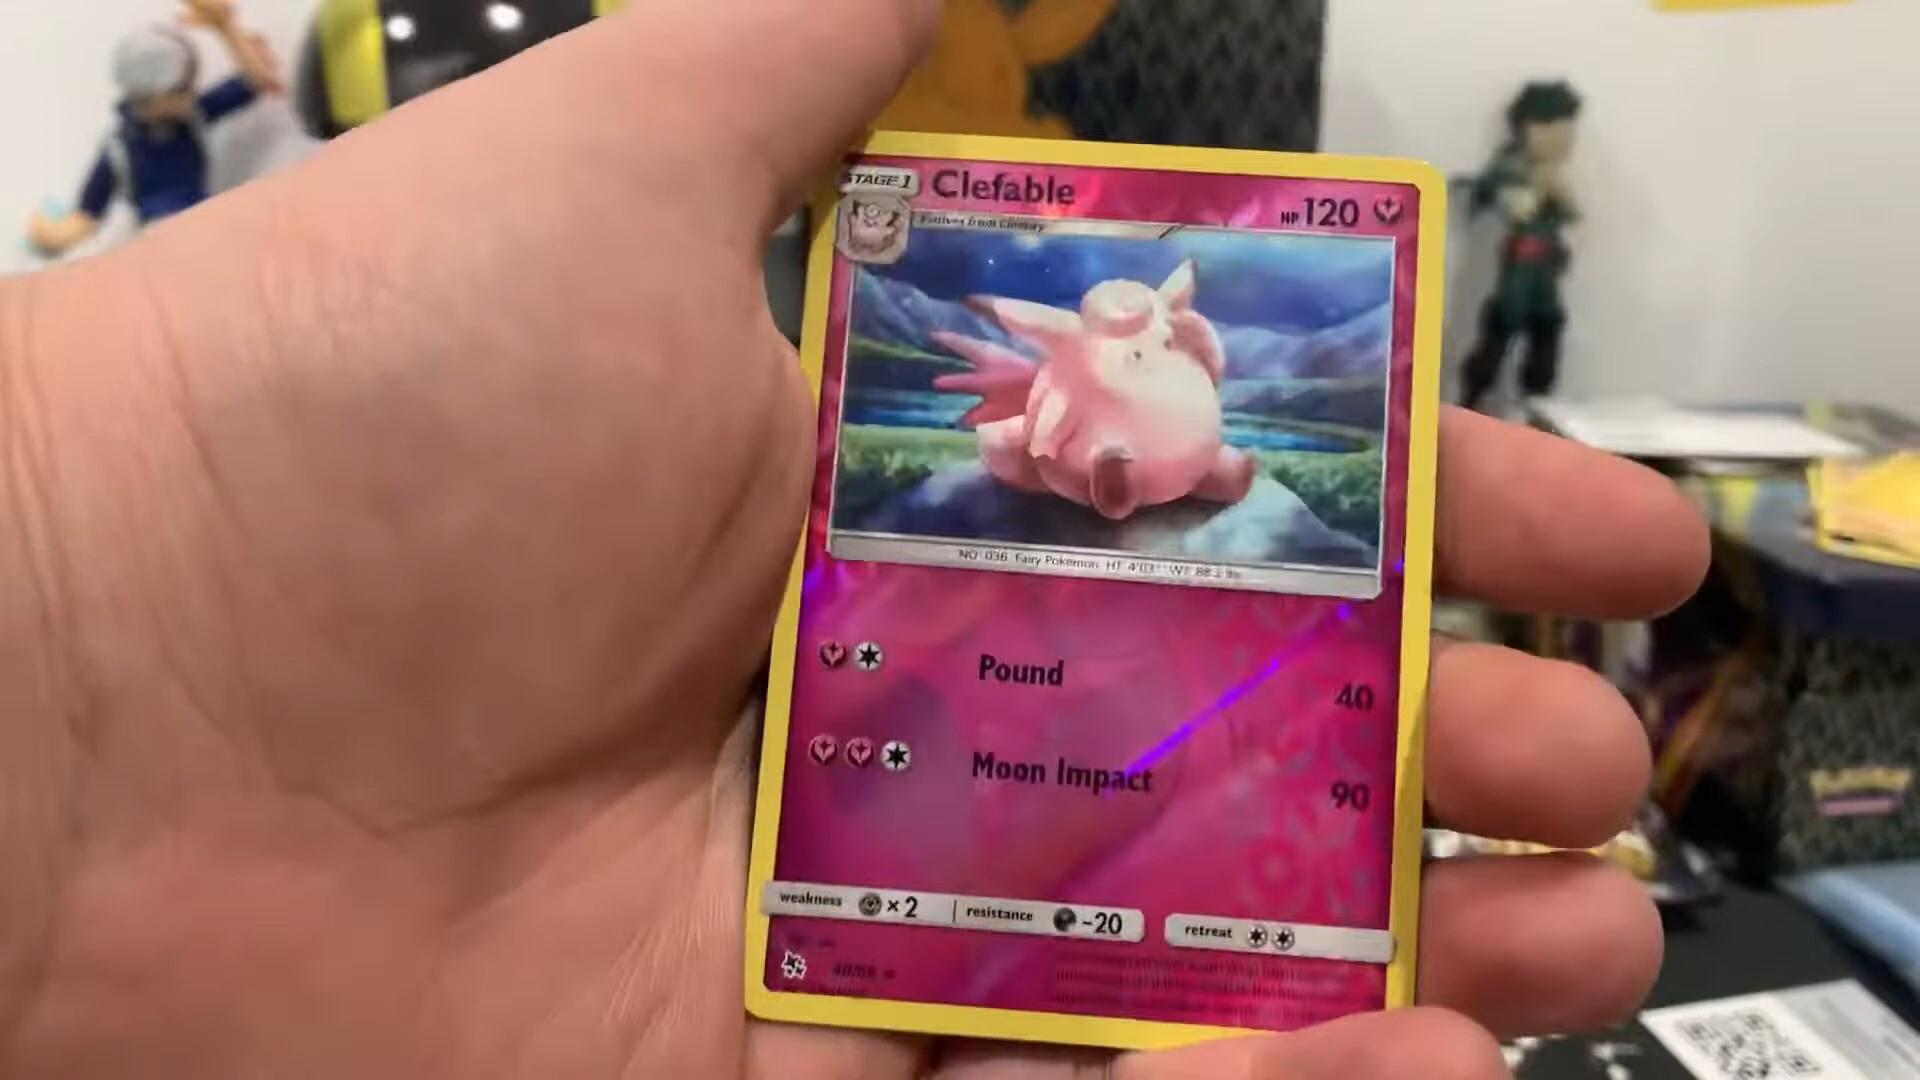 STAGE 1
Clefable
HP 120
Evolves from Clefairy
NO. 036 Fairy Pokémon HT: 4'03" WT: 88.2 lbs
Pound
40
Moon Impact
90
weakness ×2 resistance -20 retreat